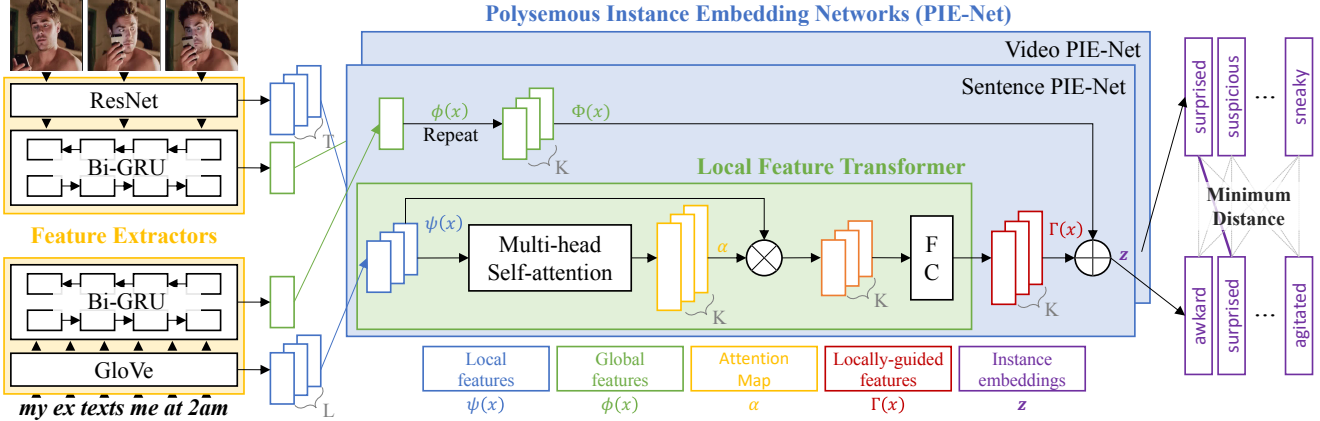 Polysemous Instance Embedding Networks (PIE-Net)
Video PIE-Net
Sentence PIE-Net
ResNet
T
Bi-GRU
Feature Extractors
Bi-GRU
GloVe
my ex texts me at 2am
L
ϕ(x)
Repeat
K
Φ(x)
Local Feature Transformer
ψ(x)
Multi-head
Self-attention
α
K
K
F
C
Γ(x)
K
z
surprised
suspicious
...
sneaky
Minimum
Distance
awkard
surprised
...
agitated
Local
features
ψ(x)
Global
features
ϕ(x)
Attention
Map
α
Locally-guided
features
Γ(x)
Instance
embeddings
z